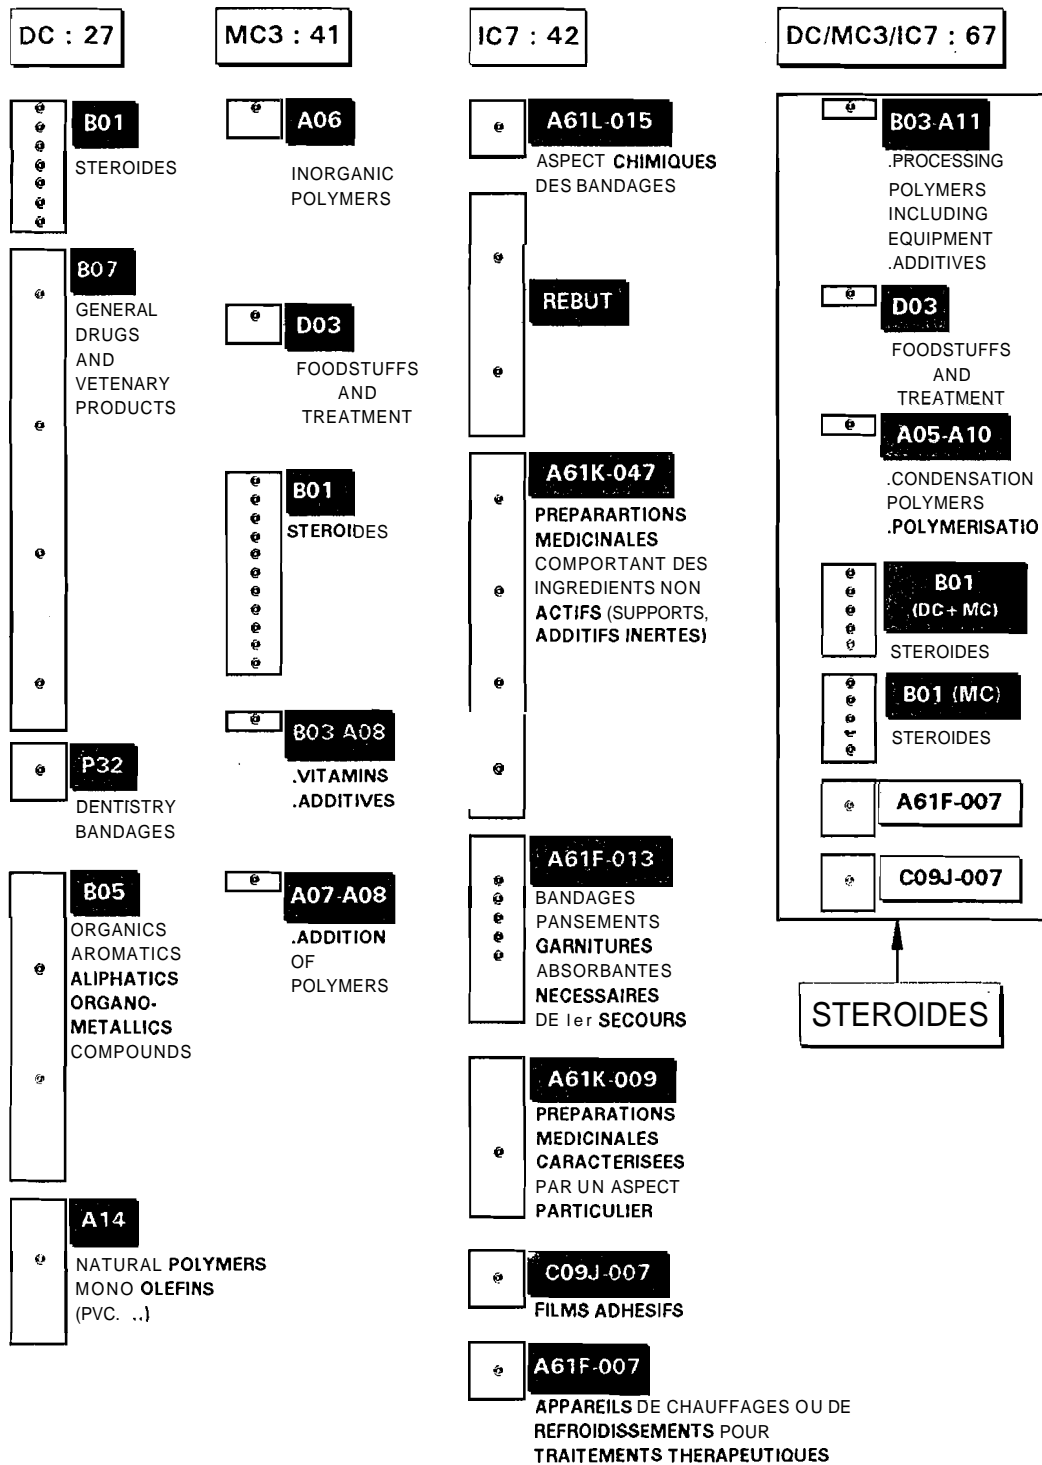 DC : 27
B01
STEROIDES
B07
GENERAL
DRUGS
AND
VETENARY
PRODUCTS
P32
DENTISTRY
BANDAGES
B05
ORGANICS
AROMATICS
ALIPHATICS
ORGANO-
METALLICS
COMPOUNDS
A14
NATURAL POLYMERS
MONO OLEFINS
(PVC. ..)
MC3 : 41
A06
INORGANIC
POLYMERS
D03
FOODSTUFFS
AND
TREATMENT
B01
STEROIDES
B03 A08
.VITAMINS
.ADDITIVES
A07-A08
.ADDITION
OF
POLYMERS
IC7 : 42
A61L-015
ASPECT CHIMIQUES
DES BANDAGES
REBUT
A61K-047
PREPARARTIONS
MEDICINALES
COMPORTANT DES
INGREDIENTS NON
ACTIFS (SUPPORTS,
ADDITIFS INERTES)
A61F-013
BANDAGES
PANSEMENTS
GARNITURES
ABSORBANTES
NECESSAIRES
DE Ier SECOURS
A61K-009
PREPARATIONS
MEDICINALES
CARACTERISEES
PAR UN ASPECT
PARTICULIER
C09J-007
FILMS ADHESIFS
A61F-007
APPAREILS DE CHAUFFAGES OU DE
REFROIDISSEMENTS POUR
TRAITEMENTS THERAPEUTIQUES
DC/MC3/IC7 : 67
B03-A11
.PROCESSING
POLYMERS
INCLUDING
EQUIPMENT
.ADDITIVES
D03
FOODSTUFFS
AND
TREATMENT
A05-A10
.CONDENSATION
POLYMERS
.POLYMERISATIO
B01
(DC+MC)
STEROIDES
B01 (MC)
STEROIDES
A61F-007
C09J-007
STEROIDES